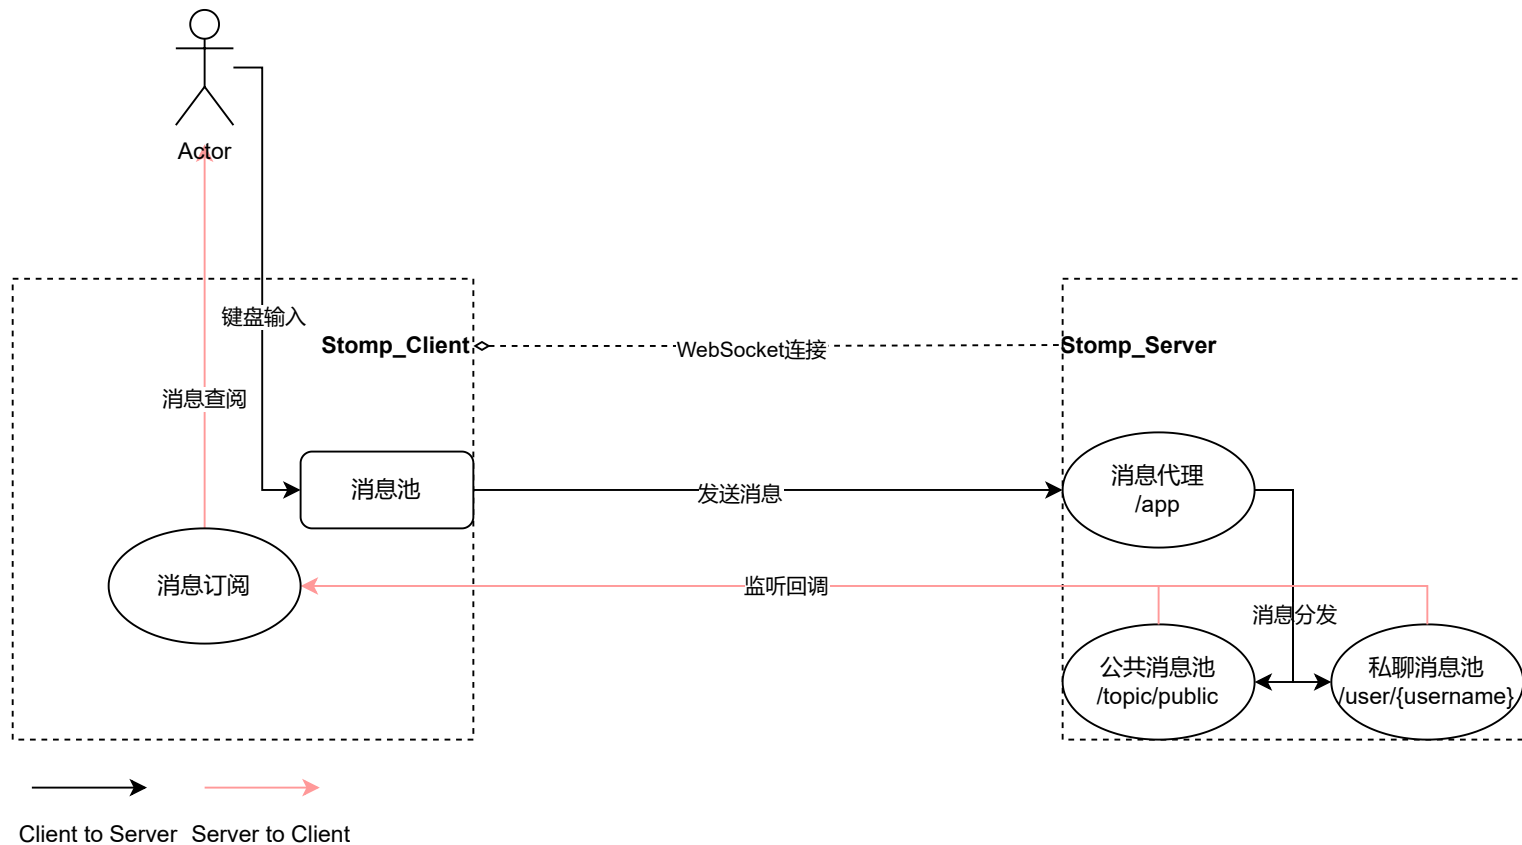 Actor
键盘输入
Stomp_Client
WebSocket连接
Stomp_Server
消息查阅
消息池
发送消息
消息代理
/app
消息订阅
监听回调
消息分发
公共消息池
/topic/public
私聊消息池
/user/{username}
Client to Server
Server to Client